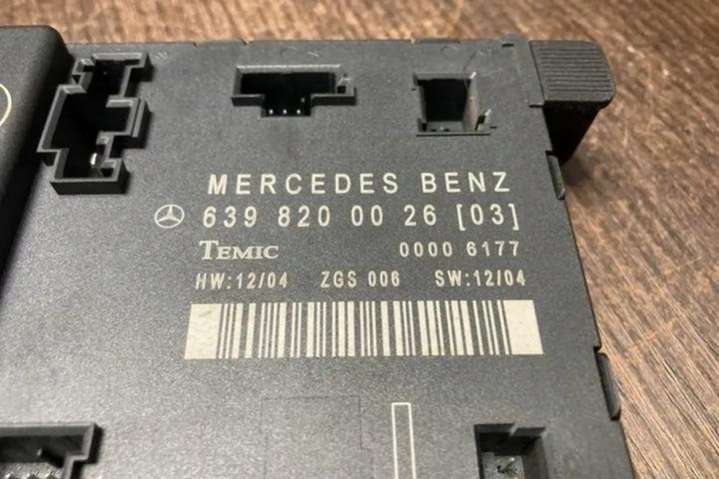 MERCEDES BENZ
639 820 00 26 [03]
TEMIC 0000 6177
HW:12/04 ZGS 006 SW:12/04